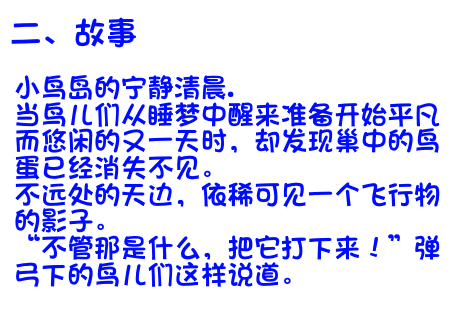 二、故事
小鸟岛的宁静清晨.
当鸟儿们从睡梦中醒来准备开始平凡
而悠闲的又一天时，却发现巢中的鸟
蛋已经消失不见。
不远处的天边，依稀可见一个飞行物
的影子。
“不管那是什么，把它打下来！”弹
弓下的鸟儿们这样说道。